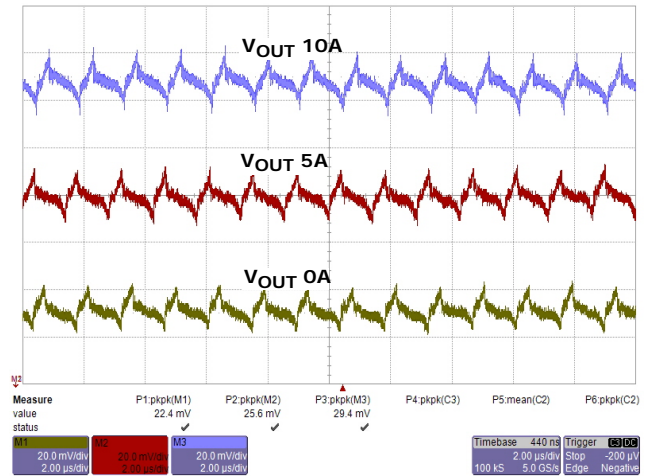 VOUT 10A
VOUT 5A
VOUT 0A
M2
Measure P1:pkpk(M1) P2:pkpk(M2) P3:pkpk(M3) P4:pkpk(C3) P5:mean(C2) P6:pkpk(C2)
value 22.4 mV 25.6 mV 29.4 mV
status ✓ ✓ ✓
M1 M2 M3 Timebase 440 ns Trigger C3 DC
20.0 mV/div 20.0 mV/div 20.0 mV/div 2.00 µs/div Stop -200 µV
2.00 µs/div 2.00 µs/div 2.00 µs/div 100 kS 5.0 GS/s Edge Negative